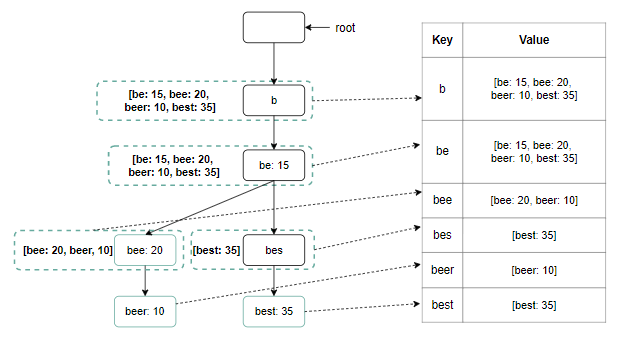 root
[be: 15, bee: 20,
beer: 10, best: 35]
b
[be: 15, bee: 20,
beer: 10, best: 35]
be: 15
[bee: 20, beer, 10]
bee: 20
[best: 35]
bes
beer: 10
best: 35
Key
Value
b
[be: 15, bee: 20,
beer: 10, best: 35]
be
[be: 15, bee: 20,
beer: 10, best: 35]
bee
[bee: 20, beer: 10]
bes
[best: 35]
beer
[beer: 10]
best
[best: 35]